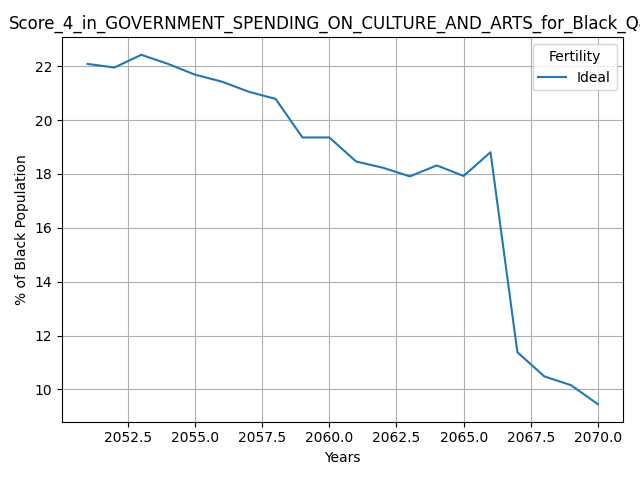 Score_4_in_GOVERNMENT_SPENDING_ON_CULTURE_AND_ARTS_for_Black_Q
Fertility
Ideal
22
20
18
16
14
12
10
% of Black Population
2052.5 2055.0 2057.5 2060.0 2062.5 2065.0 2067.5 2070.0
Years